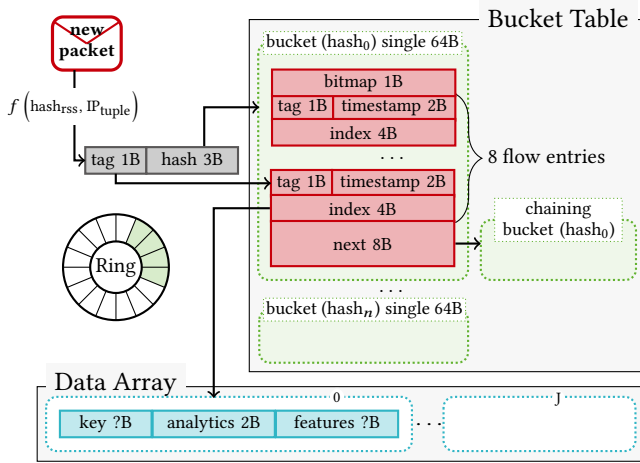 Bucket Table
new
packet
bucket (hash₀) single 64B
bitmap 1B
tag 1B timestamp 2B
index 4B
f (hash_rss, IP_tuple)
tag 1B hash 3B
. . .
8 flow entries
tag 1B timestamp 2B
index 4B
next 8B
chaining
bucket (hash₀)
Ring
. . .
bucket (hashₙ) single 64B
Data Array
0
J
key ?B analytics 2B features ?B
. . .